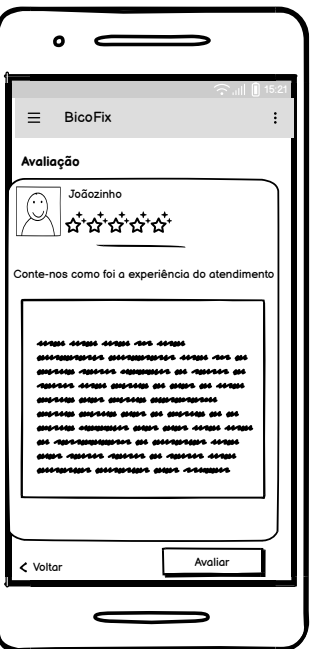 15:21
BicoFix
Avaliação
Joãozinho
Conte-nos como foi a experiência do atendimento
Voltar
Avaliar